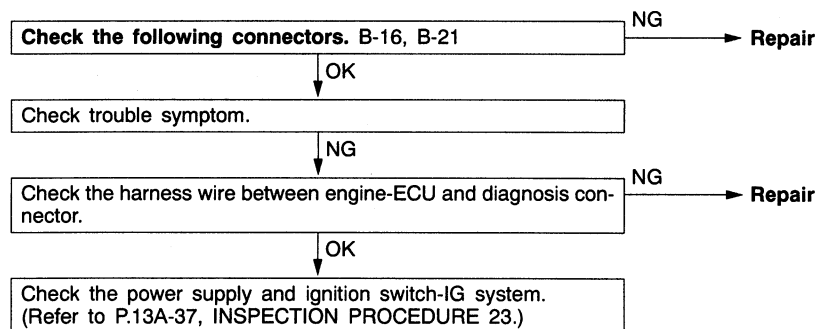 Check the following connectors. B-16, B-21
NG
Repair
OK
Check trouble symptom.
NG
Check the harness wire between engine-ECU and diagnosis con-
nector.
NG
Repair
OK
Check the power supply and ignition switch-IG system.
(Refer to P.13A-37, INSPECTION PROCEDURE 23.)